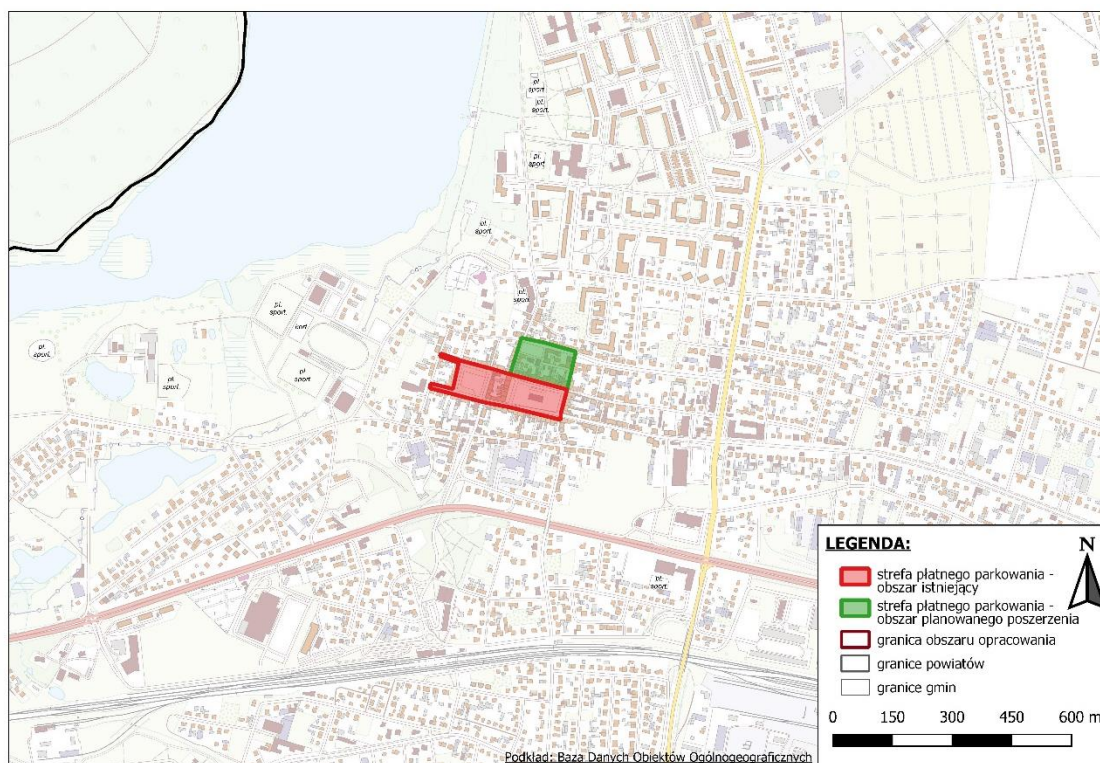 pl.
sport.
pl.
sport.
pl.
sport.
pl.
sport.
pl.
sport.
pl.
sport.
kort
pl.
sport.
pl.
sport.
pl.
sport.
pl.
sport.
LEGENDA:
N
strefa płatnego parkowania -
obszar istniejący
strefa płatnego parkowania -
obszar planowanego poszerzenia
granica obszaru opracowania
granice powiatów
granice gmin
0 150 300 450 600 m
Podkład: Baza Danych Obiektów Ogólnogeograficznych